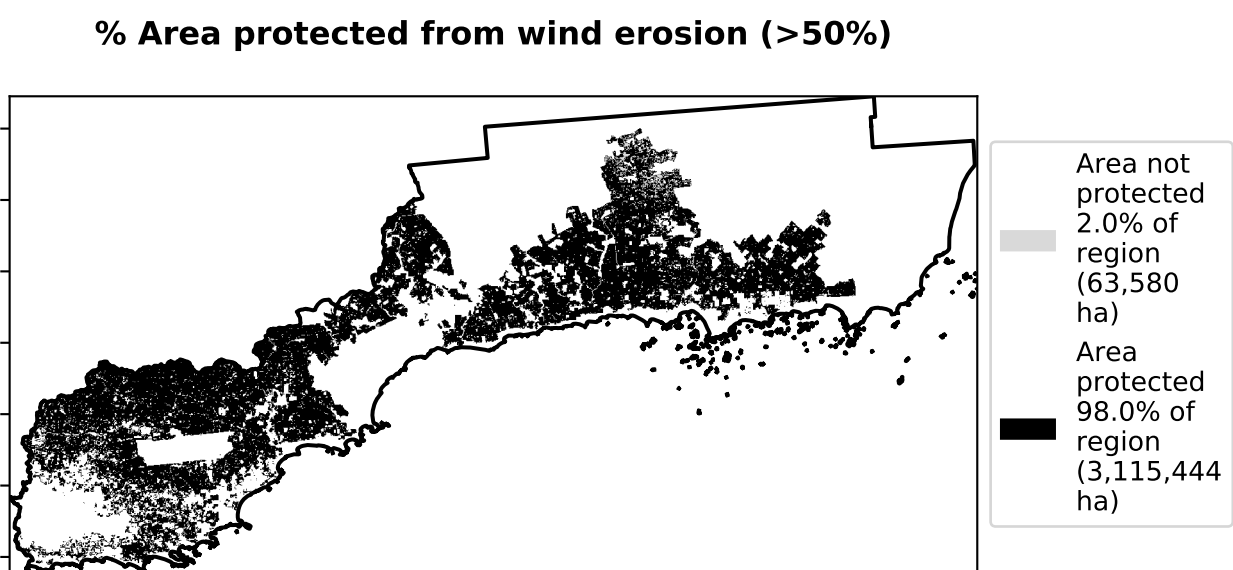 % Area protected from wind erosion (>50%)
Area not
protected
2.0% of
region
(63,580
ha)
Area
protected
98.0% of
region
(3,115,444
ha)